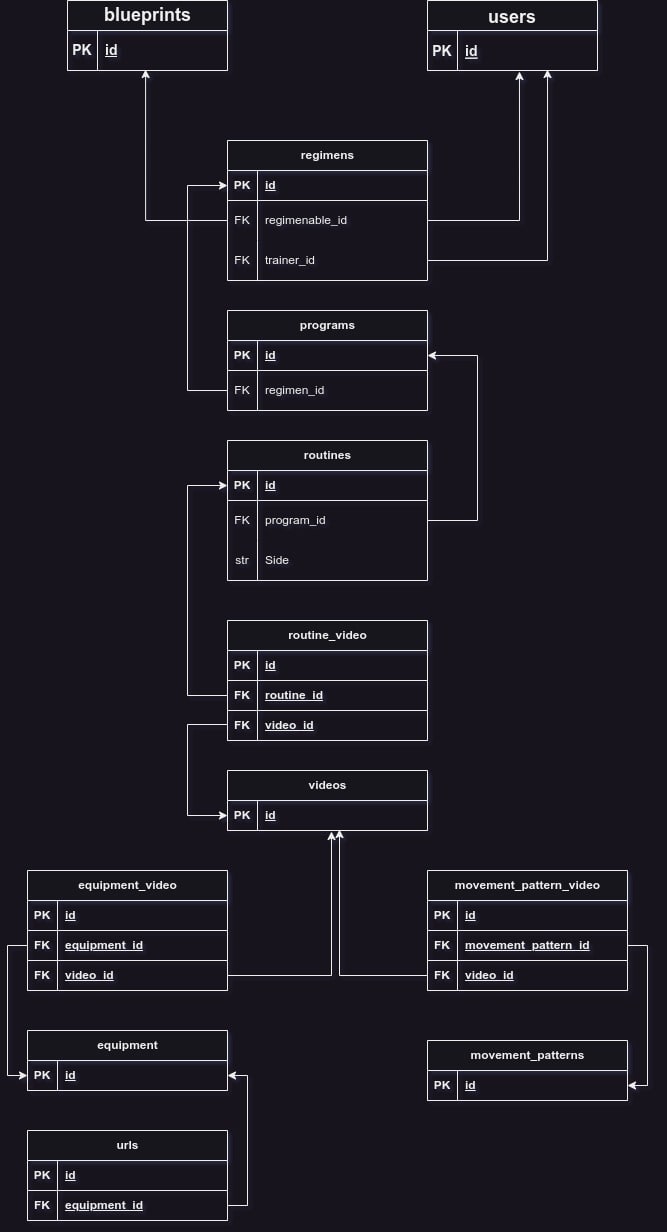 blueprints
PK id
users
PK id
regimens
PK id
FK regimenable_id
FK trainer_id
programs
PK id
FK regimen_id
routines
PK id
FK program_id
str Side
routine_video
PK id
FK routine_id
FK video_id
videos
PK id
equipment_video
PK id
FK equipment_id
FK video_id
movement_pattern_video
PK id
FK movement_pattern_id
FK video_id
equipment
PK id
movement_patterns
PK id
urls
PK id
FK equipment_id